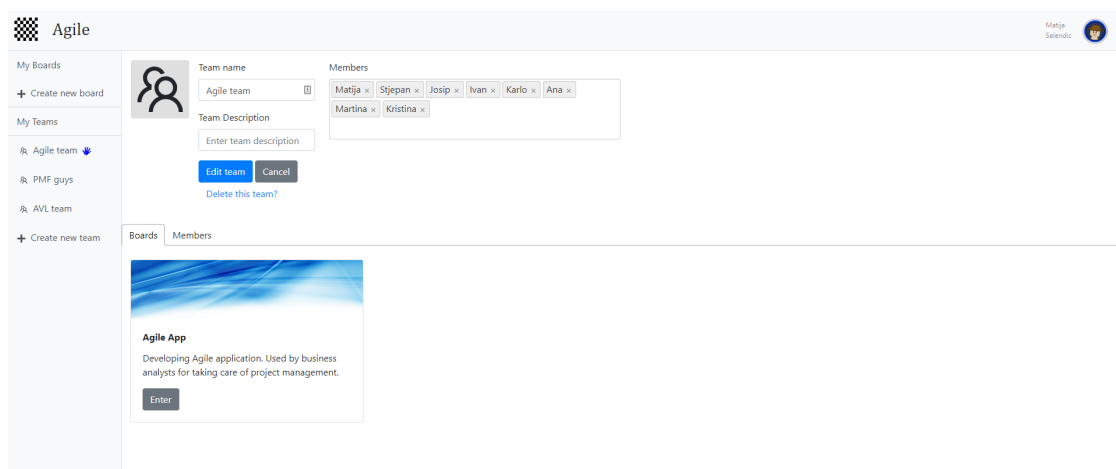 Agile
Matija
Selendic
My Boards
Create new board
My Teams
Agile team
PMF guys
AVL team
Create new team
Team name
Agile team
Team Description
Enter team description
Edit team Cancel
Delete this team?
Members
Matija × Stjepan × Josip × Ivan × Karlo × Ana ×
Martina × Kristina ×
Boards Members
Agile App
Developing Agile application. Used by business
analysts for taking care of project management.
Enter